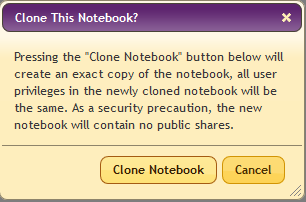 Clone This Notebook?
Pressing the "Clone Notebook" button below will
create an exact copy of the notebook, all user
privileges in the newly cloned notebook will be
the same. As a security precaution, the new
notebook will contain no public shares.
Clone Notebook Cancel